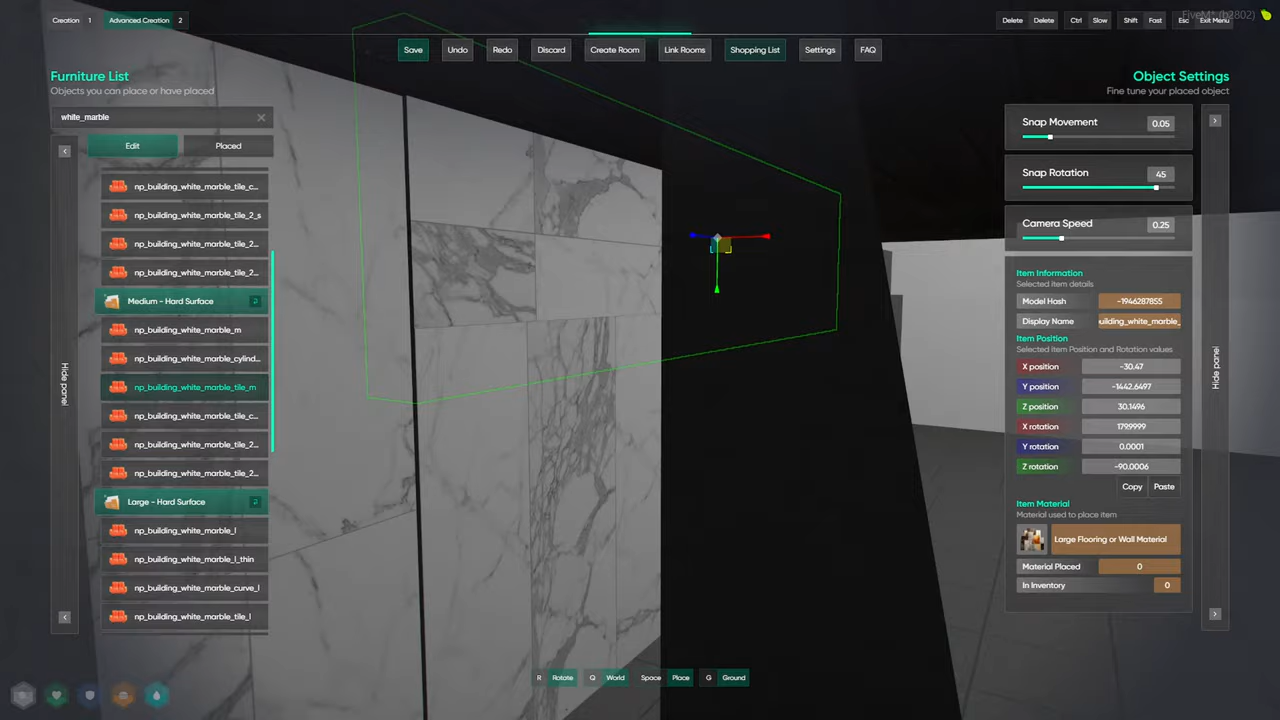 Creation 1 Advanced Creation 2
Delete Delete Ctrl Slow Shift Fast Esc Exit Menu
FiveM* (b2802)
Save Undo Redo Discard Create Room Link Rooms Shopping List Settings FAQ
Furniture List
Objects you can place or have placed
white_marble
Edit Placed
np_building_white_marble_tile_c...
np_building_white_marble_tile_2_s
np_building_white_marble_tile_2...
np_building_white_marble_tile_2...
Medium - Hard Surface
np_building_white_marble_m
np_building_white_marble_cylind...
np_building_white_marble_tile_m
np_building_white_marble_tile_c...
np_building_white_marble_tile_2...
np_building_white_marble_tile_2...
Large - Hard Surface
np_building_white_marble_l
np_building_white_marble_l_thin
np_building_white_marble_curve_l
np_building_white_marble_tile_l
Hide panel
Object Settings
Fine tune your placed object
Snap Movement 0.05
Snap Rotation 45
Camera Speed 0.25
Item Information
Selected item details
Model Hash -1946287855
Display Name uilding_white_marble_
Item Position
Selected Item Position and Rotation values
X position -30.47
Y position -1442.6497
Z position 30.1496
X rotation 179.9999
Y rotation 0.0001
Z rotation -90.0006
Copy Paste
Item Material
Material used to place item
Large Flooring or Wall Material
Material Placed 0
In Inventory 0
Hide panel
R Rotate Q World Space Place G Ground